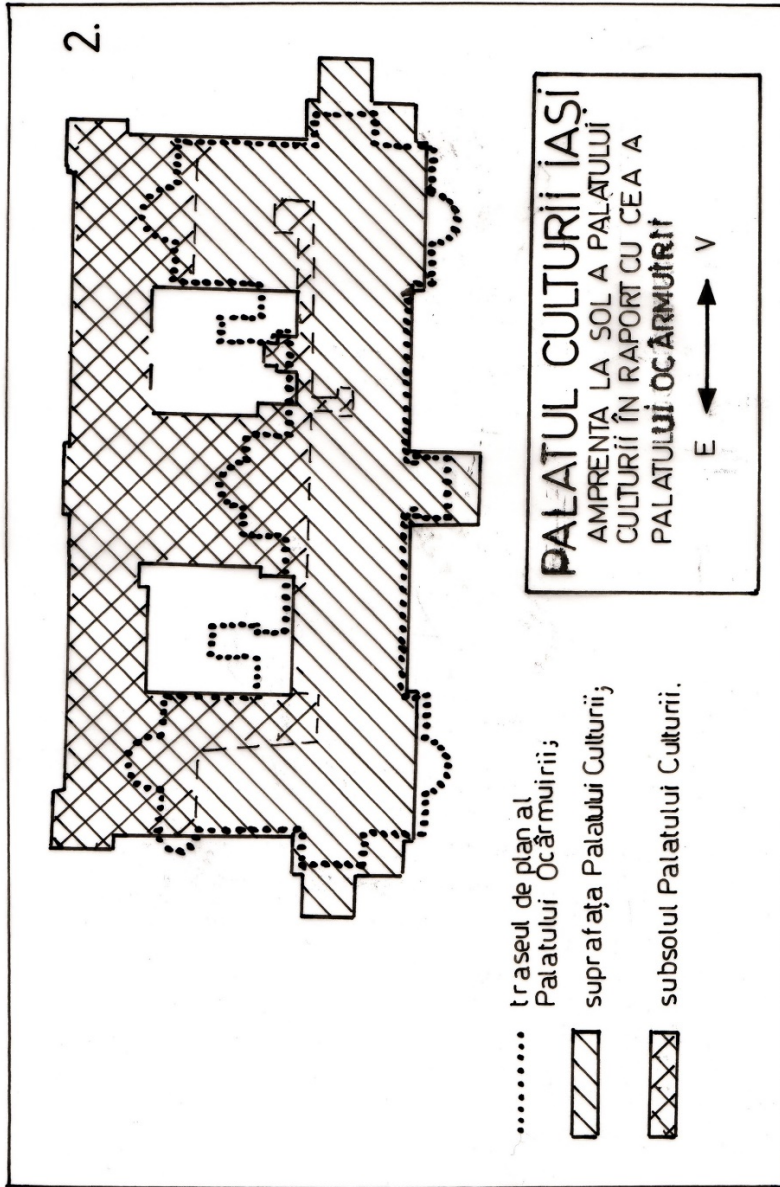 2.
PALATUL CULTURII IAȘI
AMPRENTA LA SOL A PALATULUI
CULTURII ÎN RAPORT CU CEA A
PALATULUI OCÂRMUIRII
E V
traseul de plan al
Palatului Ocârmuirii;
suprafața Palatului Culturii;
subsolul Palatului Culturii.